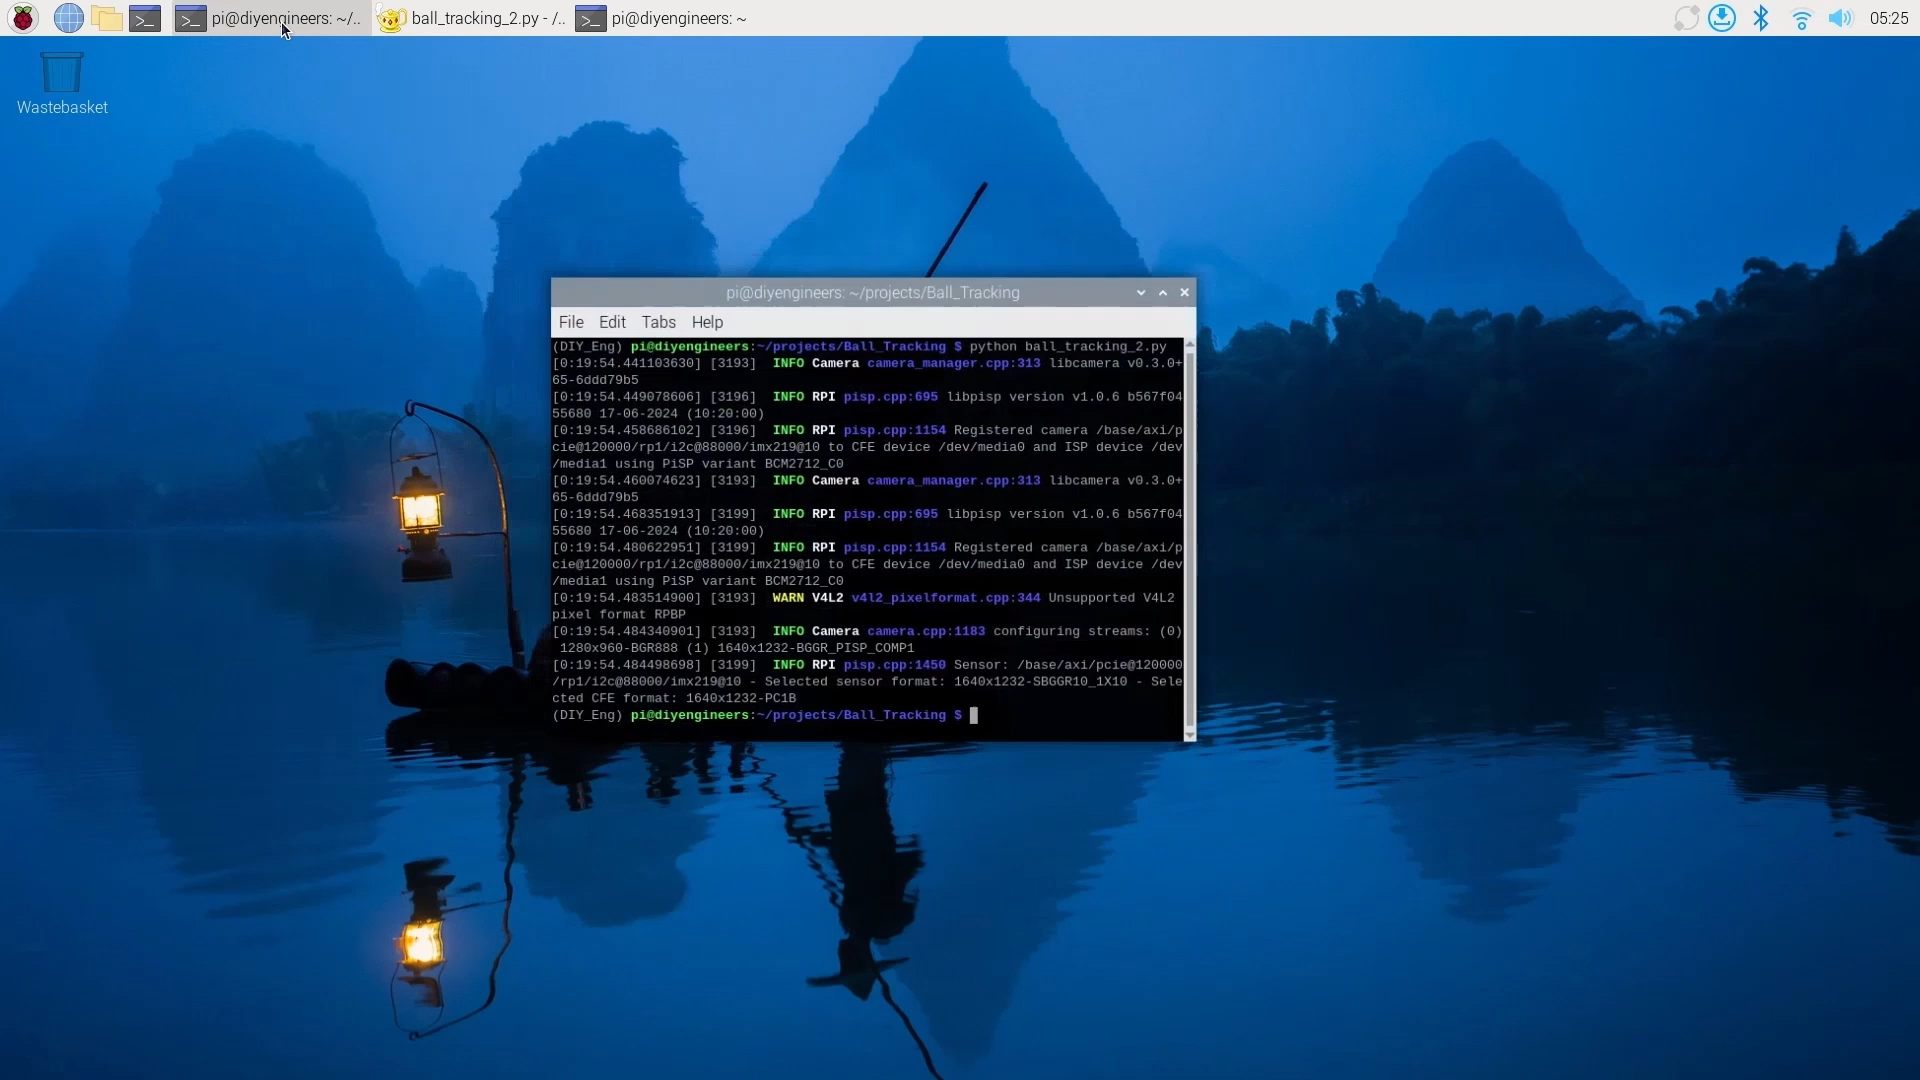 pi@diyengineers: ~/.. ball_tracking_2.py - /.. pi@diyengineers: ~ 05:25
Wastebasket
pi@diyengineers: ~/projects/Ball_Tracking
File Edit Tabs Help
(DIY_Eng) pi@diyengineers:~/projects/Ball_Tracking $ python ball_tracking_2.py
[0:19:54.441103630] [3193]  INFO Camera camera_manager.cpp:313 libcamera v0.3.0+
65-6ddd79b5
[0:19:54.449078606] [3196]  INFO RPI pisp.cpp:695 libpisp version v1.0.6 b567f04
55680 17-06-2024 (10:20:00)
[0:19:54.458686102] [3196]  INFO RPI pisp.cpp:1154 Registered camera /base/axi/p
cie@120000/rp1/i2c@88000/imx219@10 to CFE device /dev/media0 and ISP device /dev
/media1 using PiSP variant BCM2712_C0
[0:19:54.460074623] [3193]  INFO Camera camera_manager.cpp:313 libcamera v0.3.0+
65-6ddd79b5
[0:19:54.468351913] [3199]  INFO RPI pisp.cpp:695 libpisp version v1.0.6 b567f04
55680 17-06-2024 (10:20:00)
[0:19:54.480622951] [3199]  INFO RPI pisp.cpp:1154 Registered camera /base/axi/p
cie@120000/rp1/i2c@88000/imx219@10 to CFE device /dev/media0 and ISP device /dev
/media1 using PiSP variant BCM2712_C0
[0:19:54.483514900] [3193]  WARN V4L2 v4l2_pixelformat.cpp:344 Unsupported V4L2
pixel format RPBP
[0:19:54.484340901] [3193]  INFO Camera camera.cpp:1183 configuring streams: (0)
1280x960-BGR888 (1) 1640x1232-BGGR_PISP_COMP1
[0:19:54.484498698] [3199]  INFO RPI pisp.cpp:1450 Sensor: /base/axi/pcie@120000
/rp1/i2c@88000/imx219@10 - Selected sensor format: 1640x1232-SBGGR10_1X10 - Sele
cted CFE format: 1640x1232-PC1B
(DIY_Eng) pi@diyengineers:~/projects/Ball_Tracking $